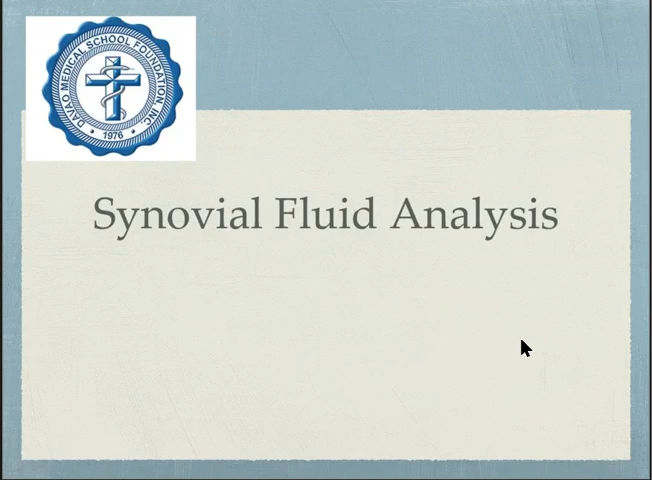 DAVAO MEDICAL SCHOOL FOUNDATION, INC.
1976
Synovial Fluid Analysis